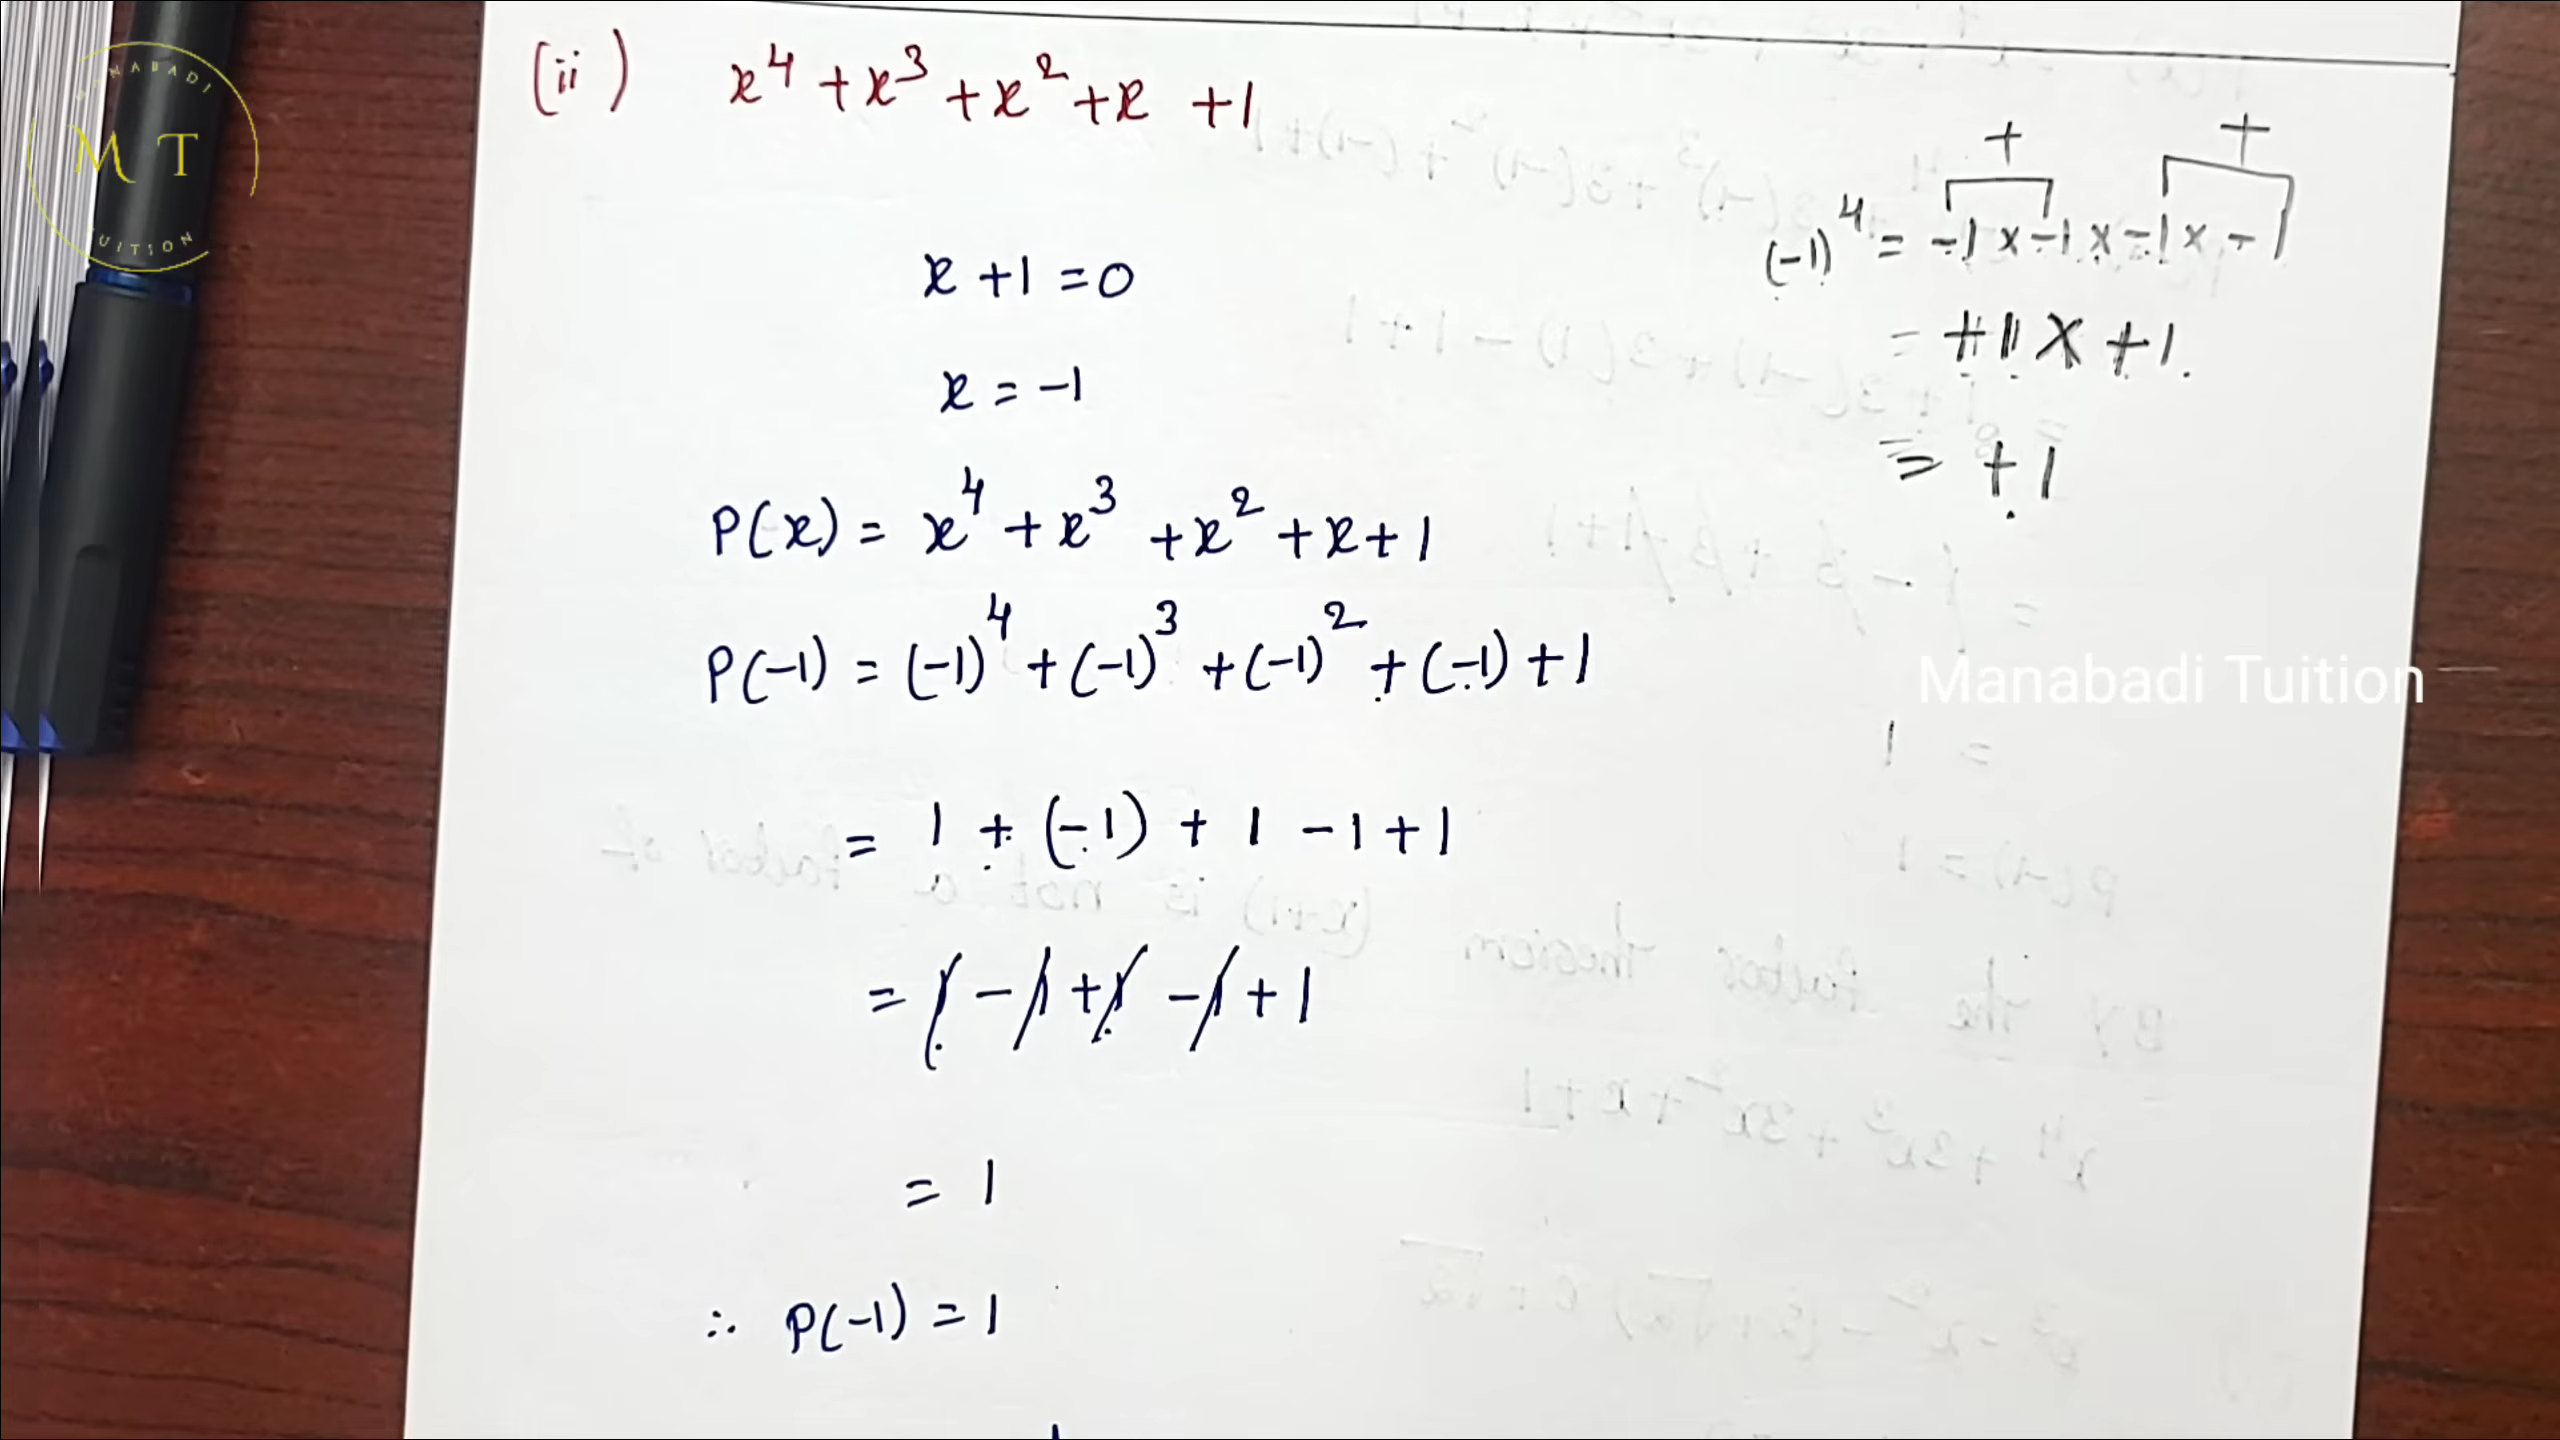 MANABADI
M T
TUITION
(ii) x⁴ + x³ + x² + x + 1
x + 1 = 0
x = -1
P(x) = x⁴ + x³ + x² + x + 1
P(-1) = (-1)⁴ + (-1)³ + (-1)² + (-1) + 1
= 1 + (-1) + 1 - 1 + 1
= 1 - 1 + 1 - 1 + 1
= 1
∴ P(-1) = 1
+ +
(-1)⁴ = -1 x -1 x -1 x -1
= +1 x +1.
= +1
Manabadi Tuition